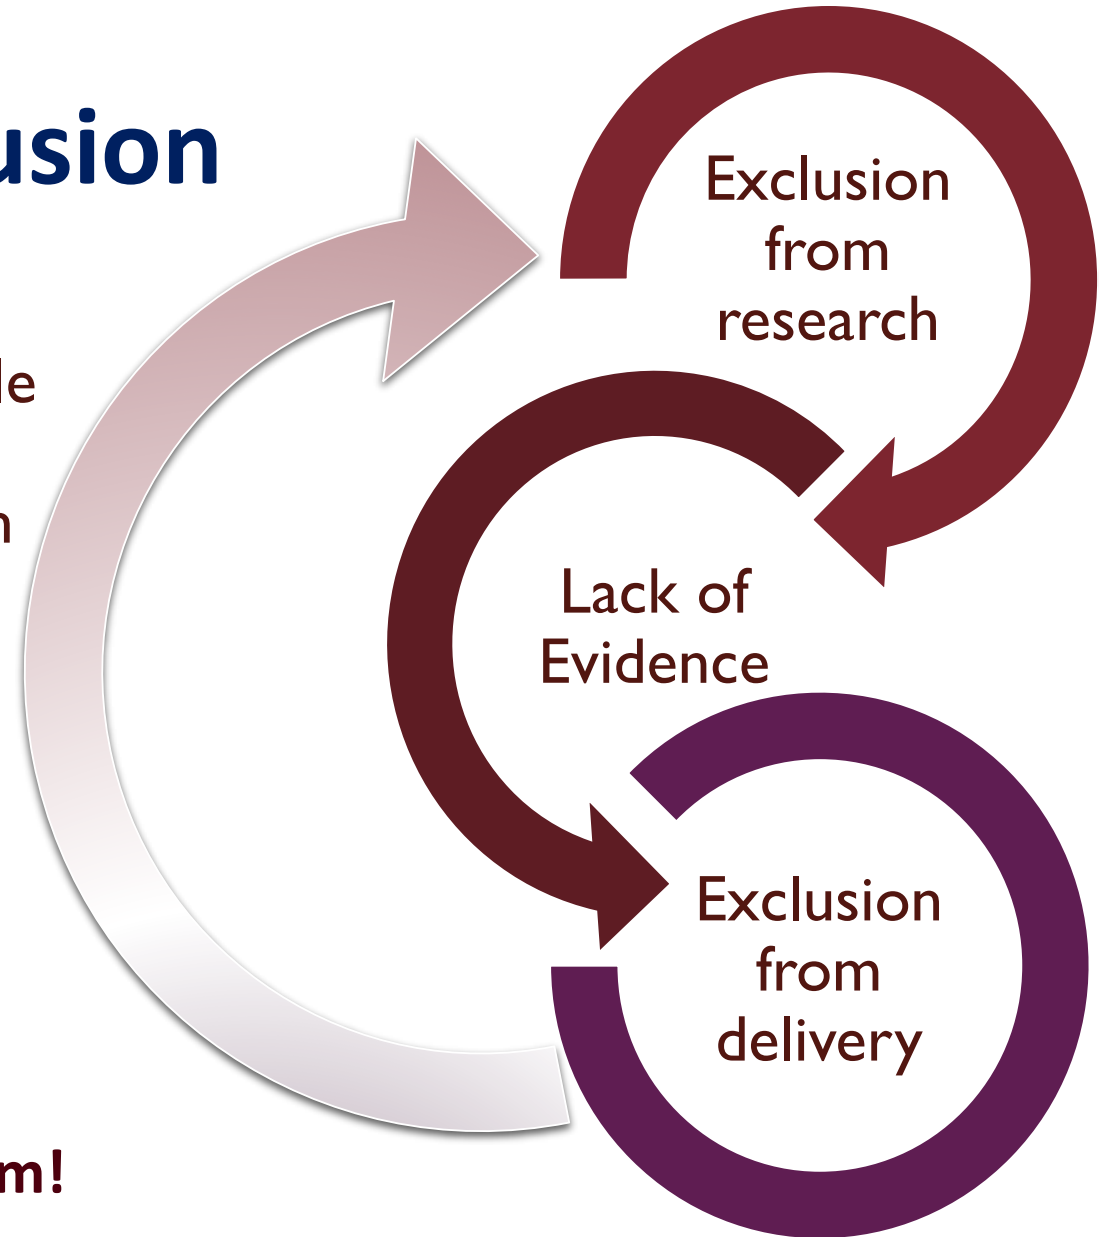 usion
le
n
m!
Exclusion
from
research
Lack of
Evidence
Exclusion
from
delivery